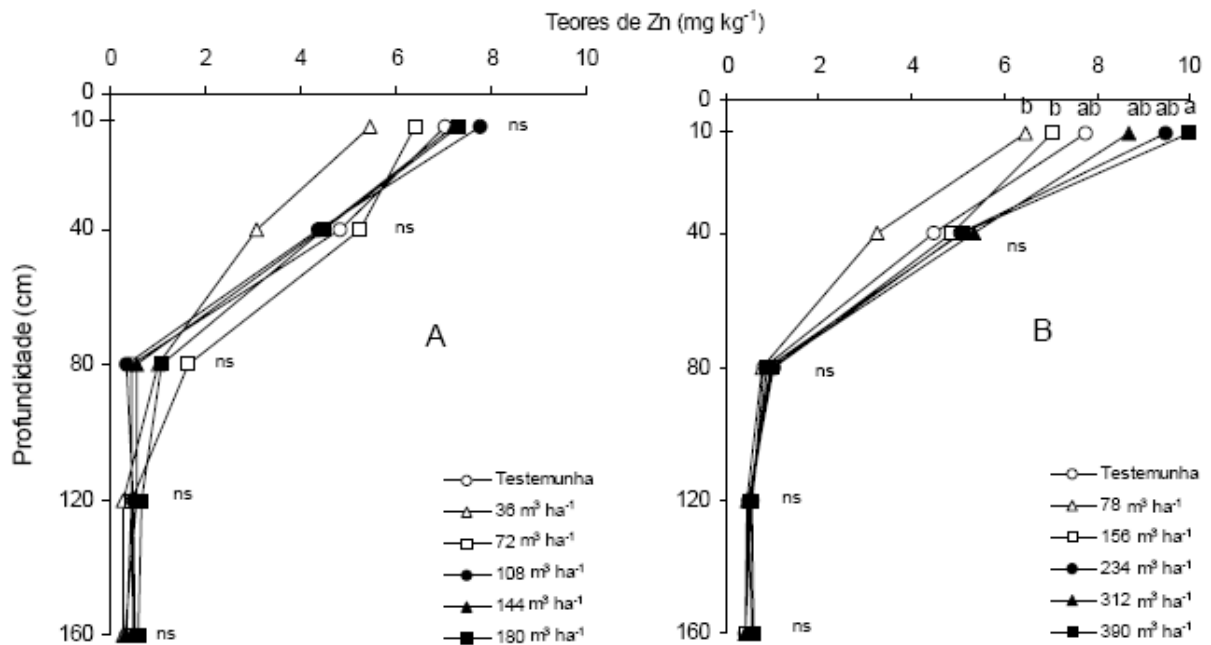 Teores de Zn (mg kg⁻¹)
0 2 4 6 8 10
0 2 4 6 8 10
0
10
40
80
120
160
Profundidade (cm)
ns
ns
ns
ns
ns
A
Testemunha
36 m³ ha⁻¹
72 m³ ha⁻¹
108 m³ ha⁻¹
144 m³ ha⁻¹
180 m³ ha⁻¹
0
10
40
80
120
160
b b ab ab ab a
ns
ns
ns
ns
B
Testemunha
78 m³ ha⁻¹
156 m³ ha⁻¹
234 m³ ha⁻¹
312 m³ ha⁻¹
390 m³ ha⁻¹